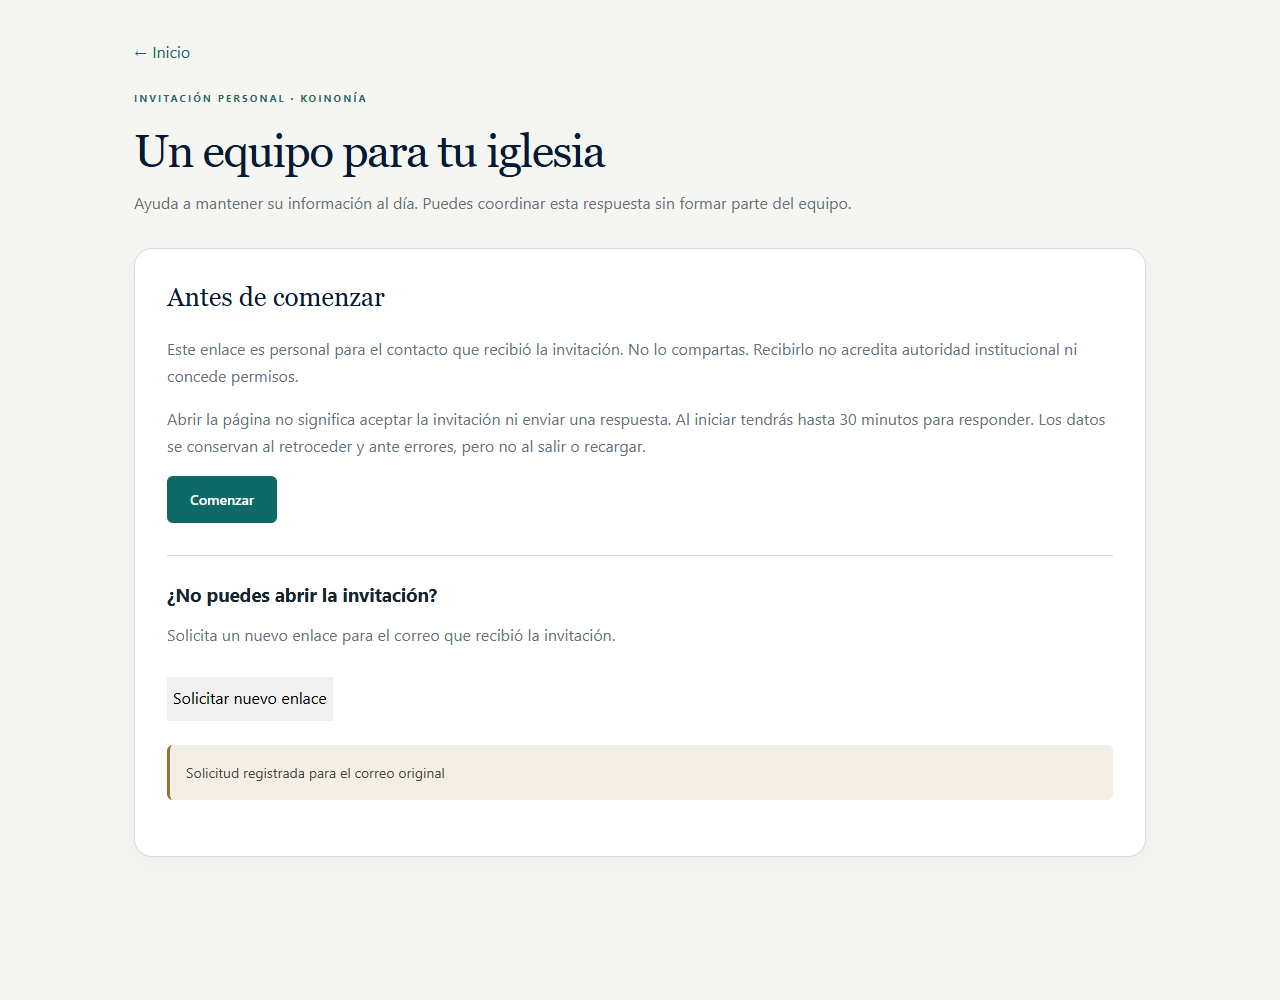 ← Inicio
INVITACIÓN PERSONAL · KOINONÍA
Un equipo para tu iglesia
Ayuda a mantener su información al día. Puedes coordinar esta respuesta sin formar parte del equipo.
Antes de comenzar
Este enlace es personal para el contacto que recibió la invitación. No lo compartas. Recibirlo no acredita autoridad institucional ni
concede permisos.
Abrir la página no significa aceptar la invitación ni enviar una respuesta. Al iniciar tendrás hasta 30 minutos para responder. Los datos
se conservan al retroceder y ante errores, pero no al salir o recargar.
Comenzar
¿No puedes abrir la invitación?
Solicita un nuevo enlace para el correo que recibió la invitación.
Solicitar nuevo enlace
Solicitud registrada para el correo original